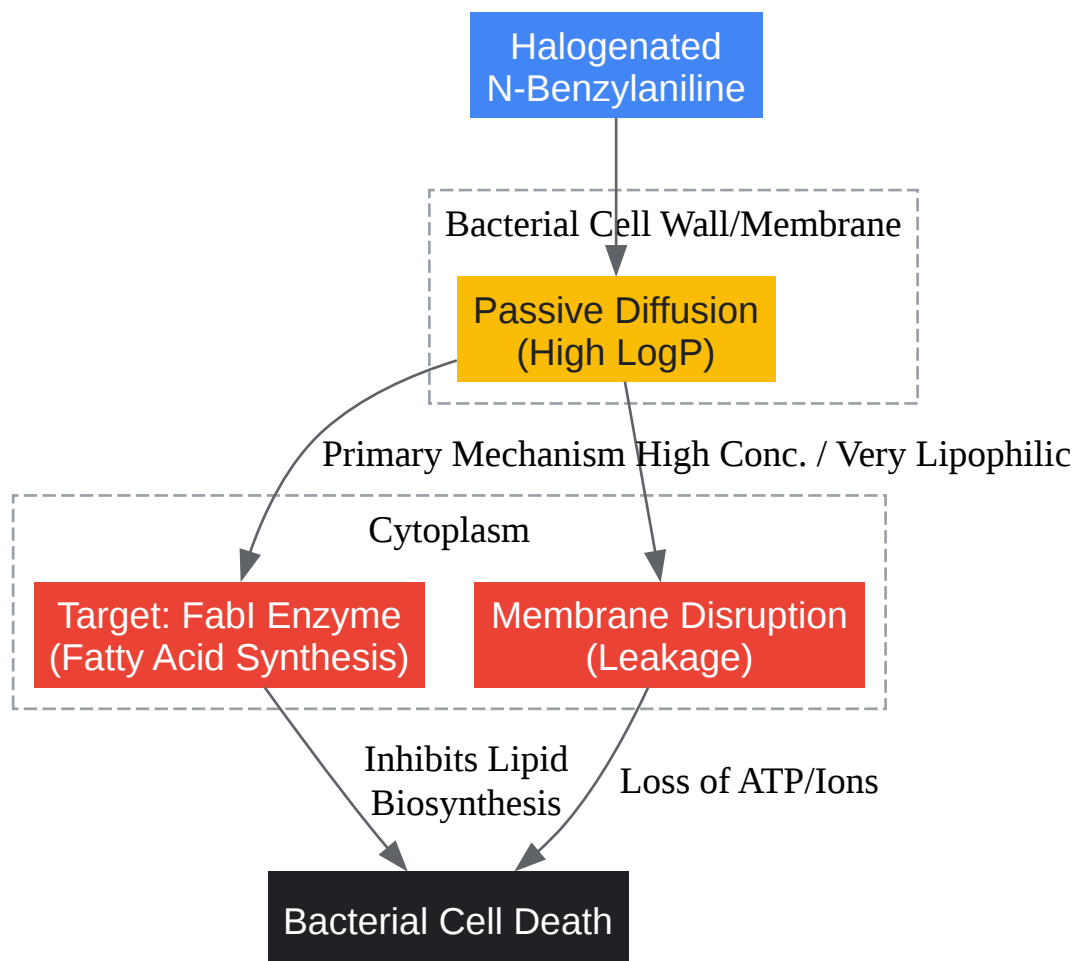 Halogenated
N-Benzylaniline
Bacterial Cell Wall/Membrane
Passive Diffusion
(High LogP)
Primary Mechanism
High Conc. / Very Lipophilic
Cytoplasm
Target: FabI Enzyme
(Fatty Acid Synthesis)
Membrane Disruption
(Leakage)
Inhibits Lipid
Biosynthesis
Loss of ATP/Ions
Bacterial Cell Death